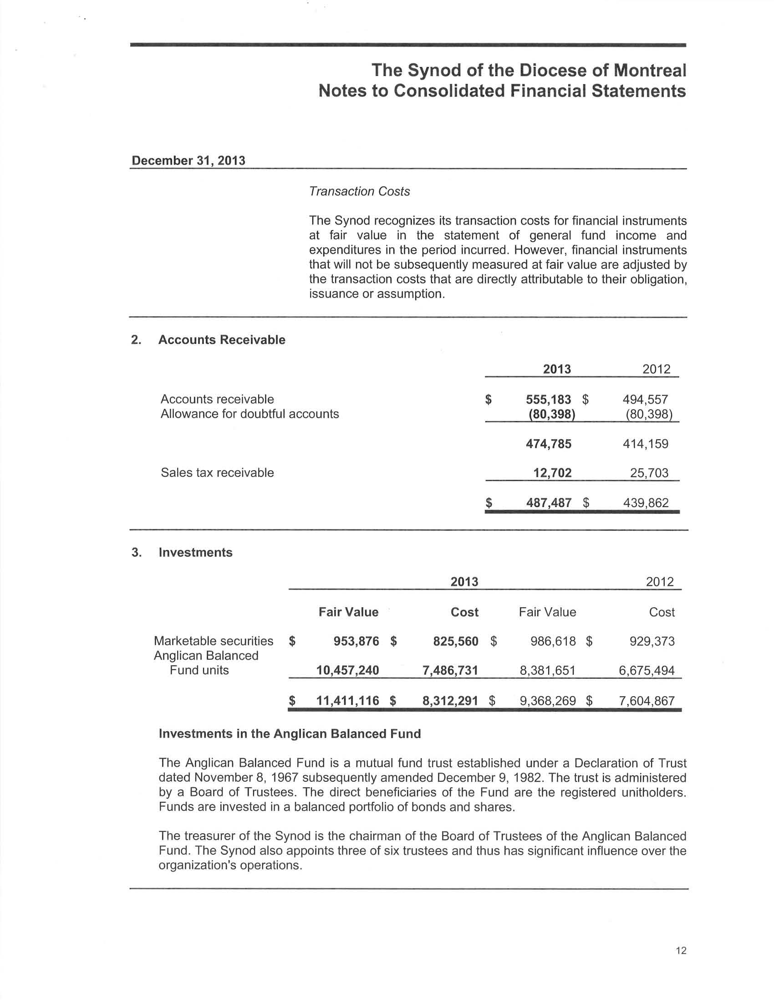 The Synod of the Diocese of Montreal
Notes to Consolidated Financial Statements
December 31, 2013
Transaction Costs
The Synod recognizes its transaction costs for financial instruments
at fair value in the statement of general fund income and
expenditures in the period incurred. However, financial instruments
that will not be subsequently measured at fair value are adjusted by
the transaction costs that are directly attributable to their obligation,
issuance or assumption.
2. Accounts Receivable
2013 2012
Accounts receivable $ 555,183 $ 494,557
Allowance for doubtful accounts (80,398) (80,398)
474,785 414,159
Sales tax receivable 12,702 25,703
$ 487,487 $ 439,862
3. Investments
2013 2012
Fair Value Cost Fair Value Cost
Marketable securities $ 953,876 $ 825,560 $ 986,618 $ 929,373
Anglican Balanced
Fund units 10,457,240 7,486,731 8,381,651 6,675,494
$ 11,411,116 $ 8,312,291 $ 9,368,269 $ 7,604,867
Investments in the Anglican Balanced Fund
The Anglican Balanced Fund is a mutual fund trust established under a Declaration of Trust
dated November 8, 1967 subsequently amended December 9, 1982. The trust is administered
by a Board of Trustees. The direct beneficiaries of the Fund are the registered unitholders.
Funds are invested in a balanced portfolio of bonds and shares.
The treasurer of the Synod is the chairman of the Board of Trustees of the Anglican Balanced
Fund. The Synod also appoints three of six trustees and thus has significant influence over the
organization's operations.
12